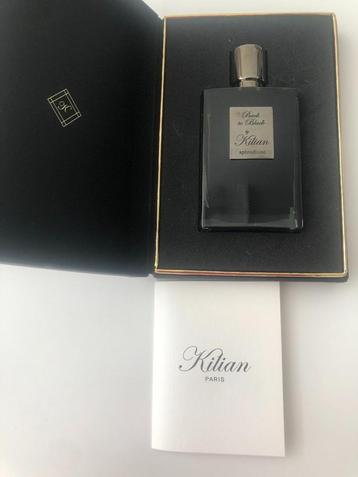 Back
to Black
by
Kilian
aphrodisiac
Kilian
PARIS